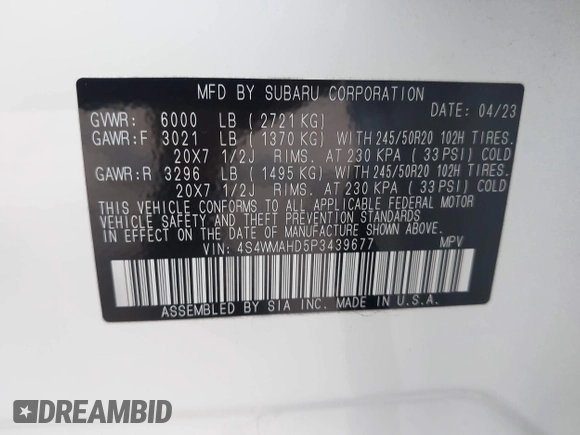 MFD BY SUBARU CORPORATION
DATE: 04/23
GVWR: 6000 LB (2721 KG)
GAWR:F 3021 LB (1370 KG) WITH 245/50R20 102H TIRES.
20X7 1/2J RIMS. AT 230 KPA (33 PSI) COLD
GAWR:R 3296 LB (1495 KG) WITH 245/50R20 102H TIRES.
20X7 1/2J RIMS. AT 230 KPA (33 PSI) COLD
THIS VEHICLE CONFORMS TO ALL APPLICABLE FEDERAL MOTOR
VEHICLE SAFETY AND THEFT PREVENTION STANDARDS
IN EFFECT ON THE DATE OF MANUFACTURE SHOWN ABOVE.
VIN: 4S4WMAHD5P3439677 MPV
ASSEMBLED BY SIA INC. MADE IN U.S.A.
DREAMBID